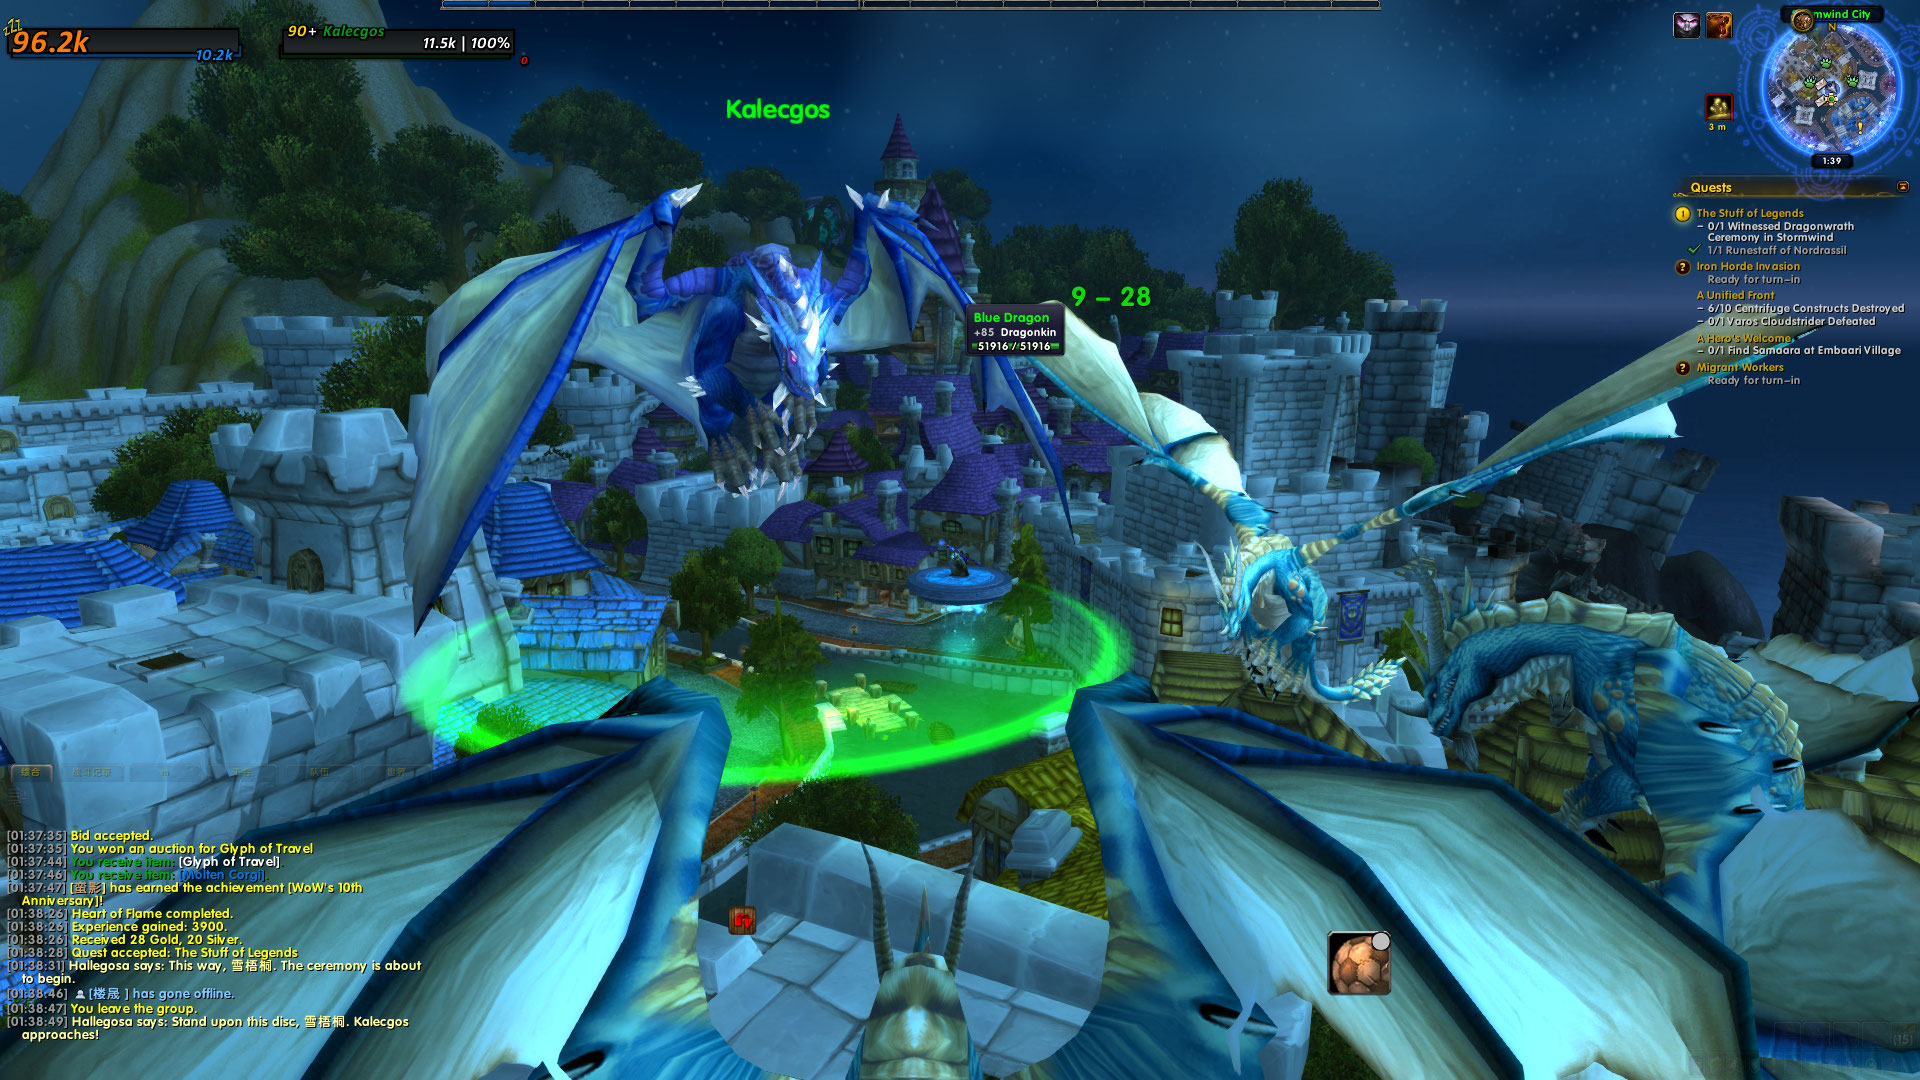 96.2k
10.2k
90+ Kalecgos
11.5k | 100%
0
Kalecgos
9 – 28
Blue Dragon
+85 Dragonkin
51916 / 51916
mwind City
N
3 m
1:39
Quests
The Stuff of Legends
– 0/1 Witnessed Dragonwrath
Ceremony in Stormwind
1/1 Runestaff of Nordrassil
Iron Horde Invasion
Ready for turn-in
A Unified Front
– 6/10 Centrifuge Constructs Destroyed
– 0/1 Varos Cloudstrider Defeated
A Hero's Welcome
– 0/1 Find Samaara at Embaari Village
Migrant Workers
Ready for turn-in
综合
[01:37:35] Bid accepted.
[01:37:35] You won an auction for Glyph of Travel
[01:37:44] You receive item: [Glyph of Travel].
[01:37:46] You receive item: [Molten Corgi].
[01:37:47] [萤影] has earned the achievement [WoW's 10th
Anniversary]!
[01:38:26] Heart of Flame completed.
[01:38:26] Experience gained: 3900.
[01:38:26] Received 28 Gold, 20 Silver.
[01:38:28] Quest accepted: The Stuff of Legends
[01:38:31] Hallegosa says: This way, 雪梧桐. The ceremony is about
to begin.
[01:38:46] [楼晟 ] has gone offline.
[01:38:47] You leave the group.
[01:38:49] Hallegosa says: Stand upon this disc, 雪梧桐. Kalecgos
approaches!
(15)